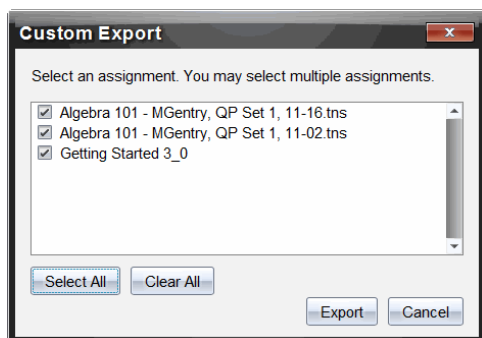 Custom Export
x
Select an assignment. You may select multiple assignments.
Algebra 101 - MGentry, QP Set 1, 11-16.tns
Algebra 101 - MGentry, QP Set 1, 11-02.tns
Getting Started 3_0
Select All Clear All
Export Cancel